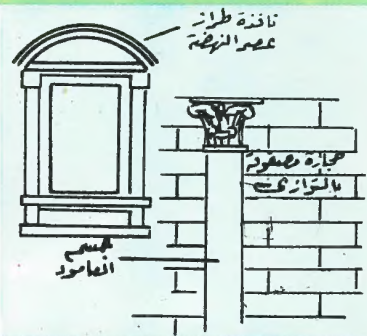 نافذة طراز
عصر النهضة
حجارة مصفوفة
بالتوازي
جسم
العامود